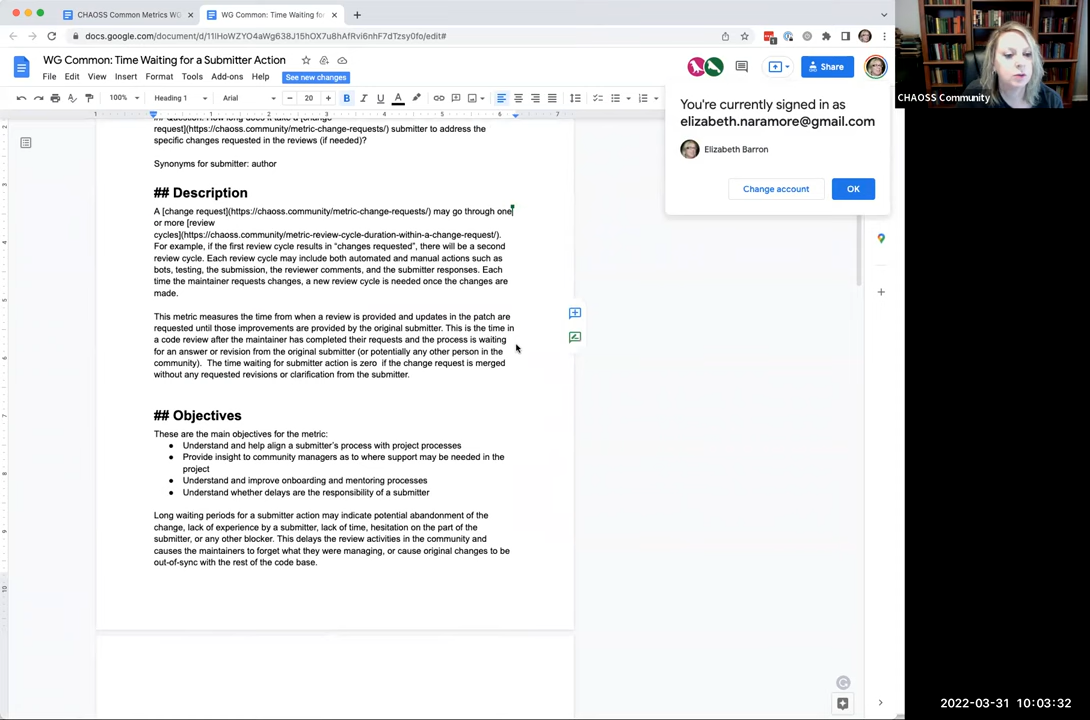 CHAOSS Common Metrics WG
WG Common: Time Waiting for
docs.google.com/document/d/11lHoWZYO4aWg638J15hOX7u8hAfRvi6nhF7dTzsy0fo/edit#
WG Common: Time Waiting for a Submitter Action
File Edit View Insert Format Tools Add-ons Help See new changes
Share
100% Heading 1 Arial 20
You're currently signed in as
elizabeth.naramore@gmail.com
Elizabeth Barron
Change account OK
CHAOSS Community
request](https://chaoss.community/metric-change-requests/) submitter to address the
specific changes requested in the reviews (if needed)?
Synonyms for submitter: author
## Description
A [change request](https://chaoss.community/metric-change-requests/) may go through one
or more [review
cycles](https://chaoss.community/metric-review-cycle-duration-within-a-change-request/).
For example, if the first review cycle results in "changes requested", there will be a second
review cycle. Each review cycle may include both automated and manual actions such as
bots, testing, the submission, the reviewer comments, and the submitter responses. Each
time the maintainer requests changes, a new review cycle is needed once the changes are
made.
This metric measures the time from when a review is provided and updates in the patch are
requested until those improvements are provided by the original submitter. This is the time in
a code review after the maintainer has completed their requests and the process is waiting
for an answer or revision from the original submitter (or potentially any other person in the
community). The time waiting for submitter action is zero if the change request is merged
without any requested revisions or clarification from the submitter.
## Objectives
These are the main objectives for the metric:
● Understand and help align a submitter's process with project processes
● Provide insight to community managers as to where support may be needed in the
project
● Understand and improve onboarding and mentoring processes
● Understand whether delays are the responsibility of a submitter
Long waiting periods for a submitter action may indicate potential abandonment of the
change, lack of experience by a submitter, lack of time, hesitation on the part of the
submitter, or any other blocker. This delays the review activities in the community and
causes the maintainers to forget what they were managing, or cause original changes to be
out-of-sync with the rest of the code base.
2022-03-31 10:03:32